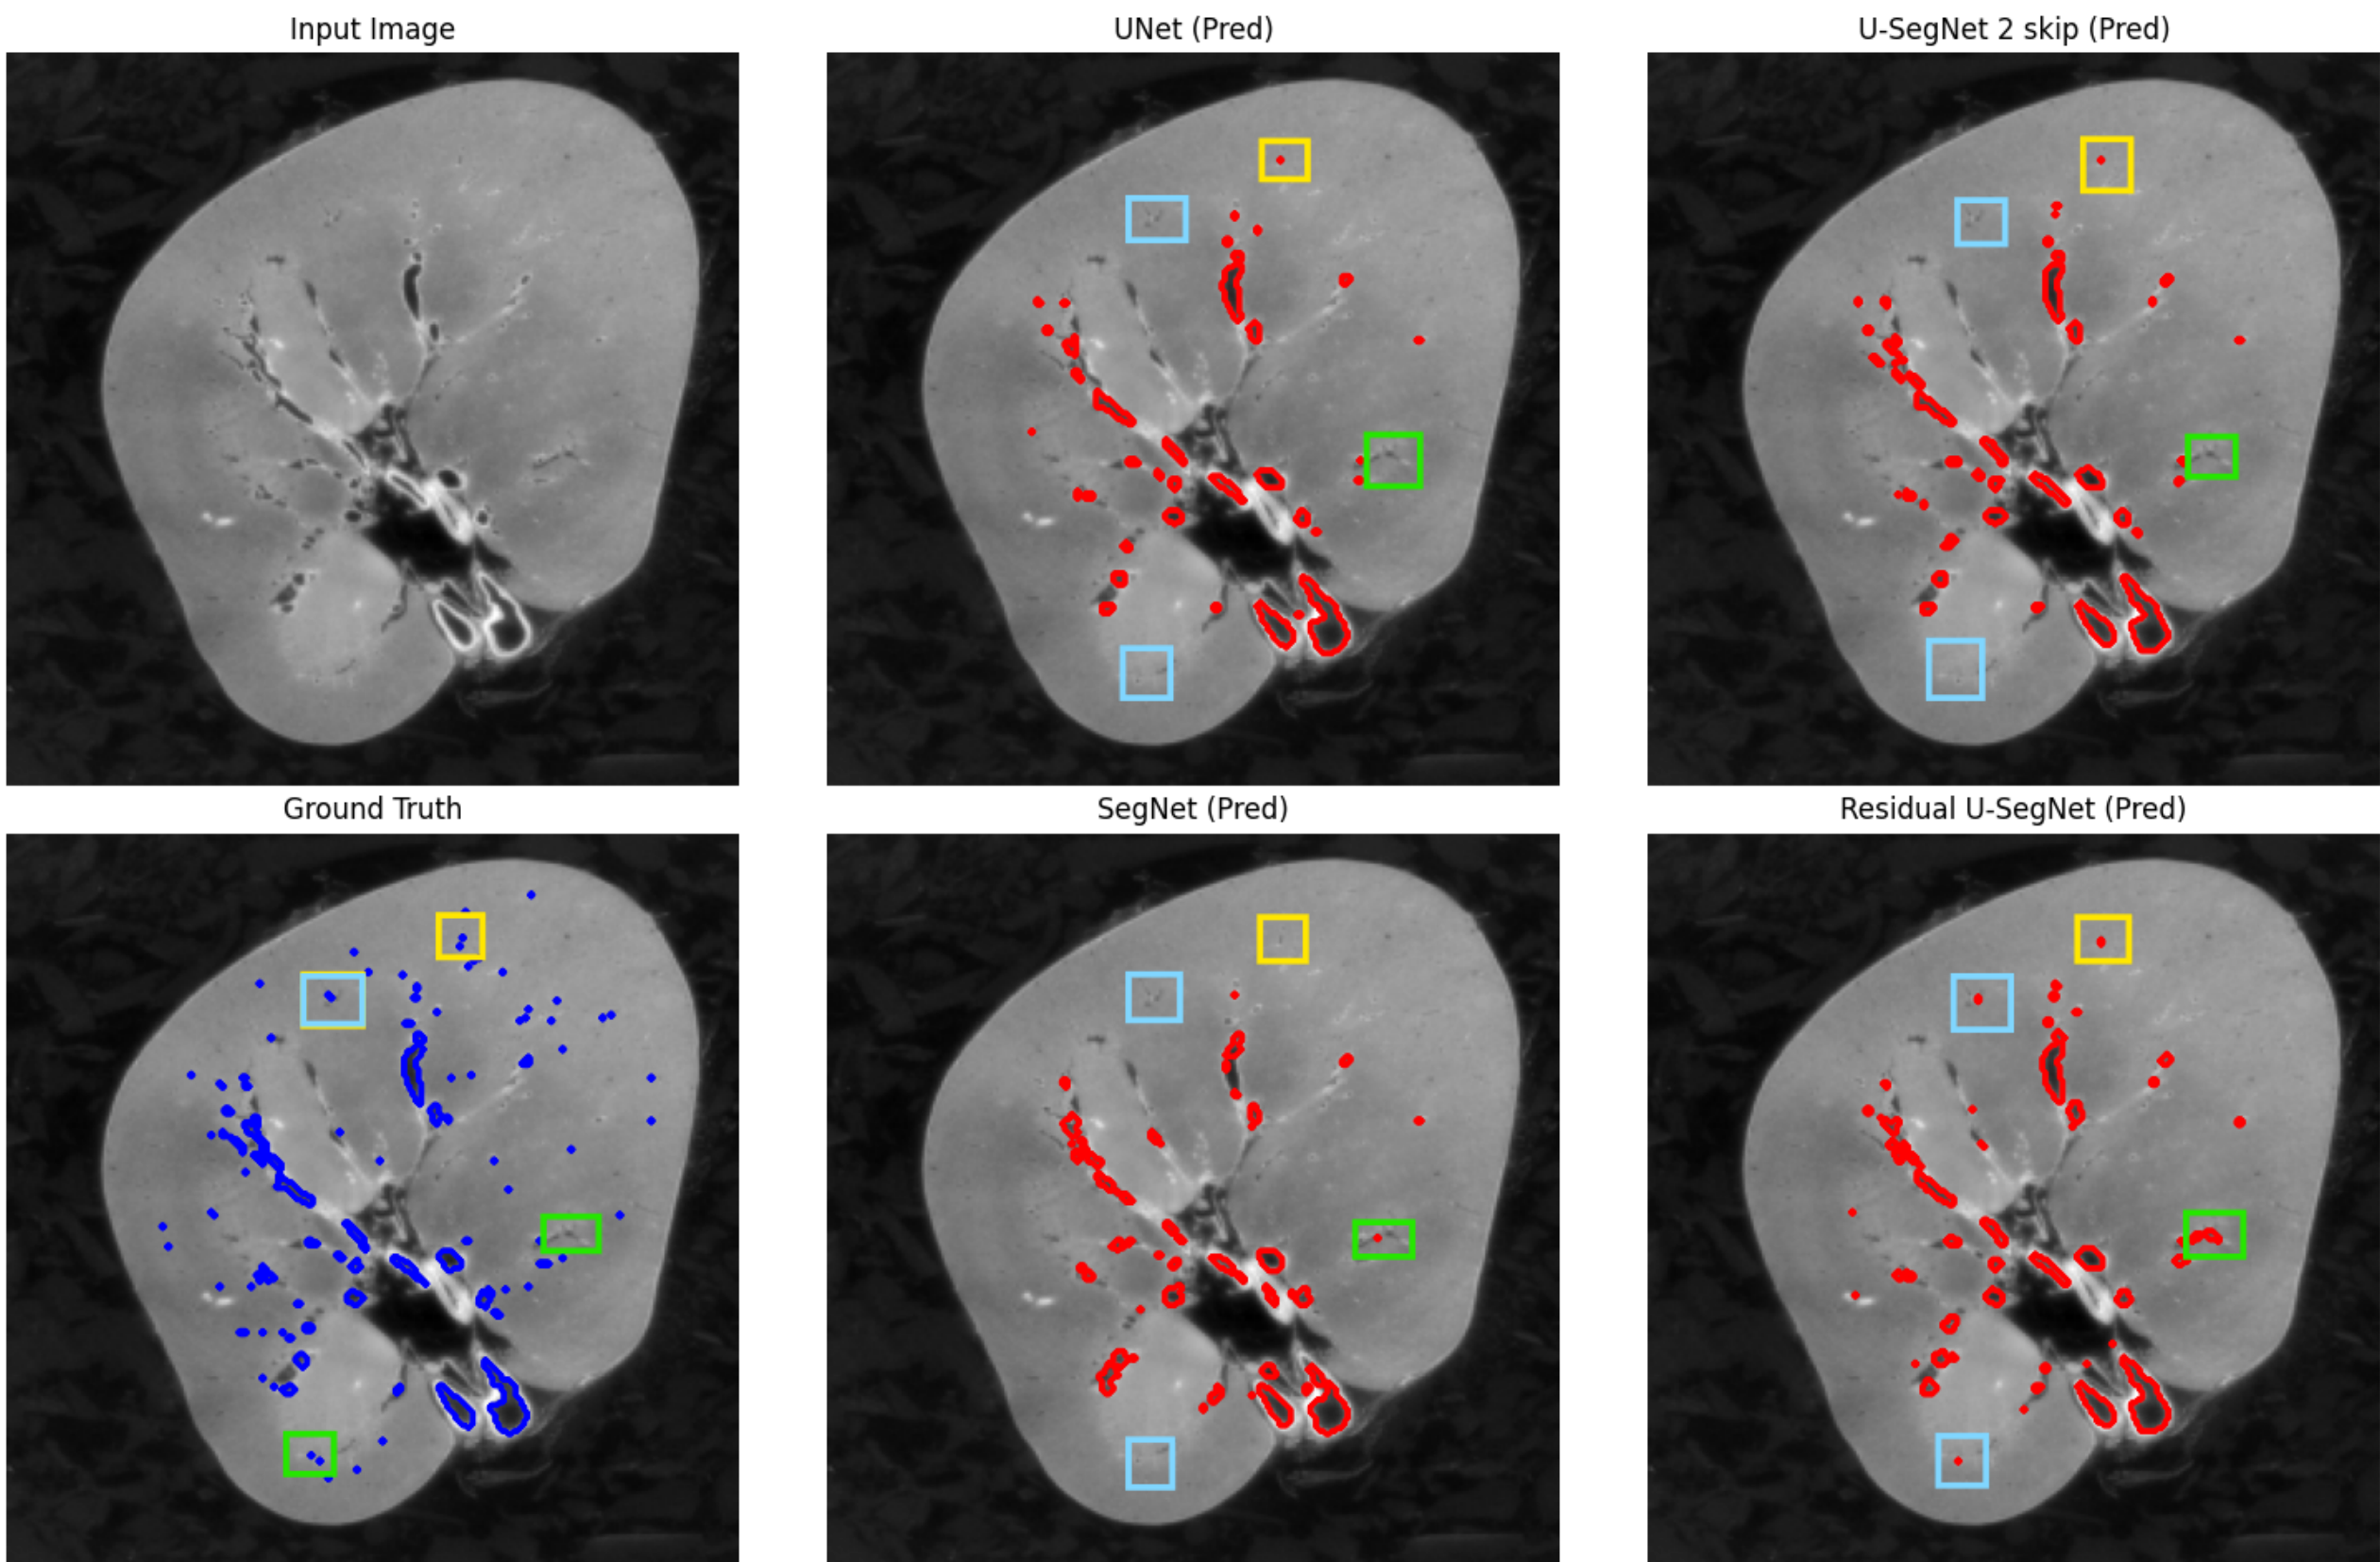 Input Image
UNet (Pred)
U-SegNet 2 skip (Pred)
Ground Truth
SegNet (Pred)
Residual U-SegNet (Pred)